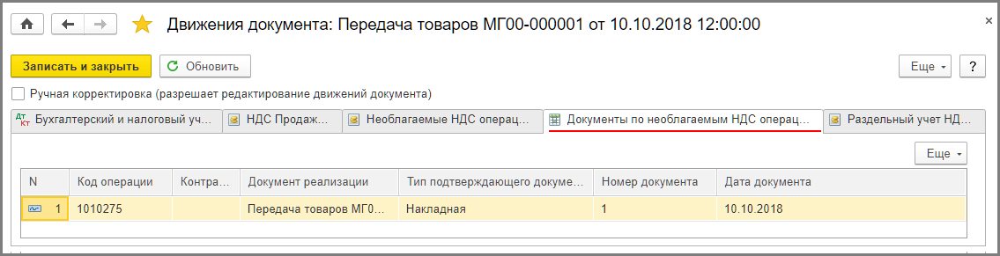 Движения документа: Передача товаров МГ00-000001 от 10.10.2018 12:00:00
Записать и закрыть Обновить Еще ?
Ручная корректировка (разрешает редактирование движений документа)
Дт Кт Бухгалтерский и налоговый уч... НДС Продаж... Необлагаемые НДС операц... Документы по необлагаемым НДС операц... Раздельный учет НД...
Еще
N Код операции Контра... Документ реализации Тип подтверждающего докуме... Номер документа Дата документа
1 1010275 Передача товаров МГ0... Накладная 1 10.10.2018